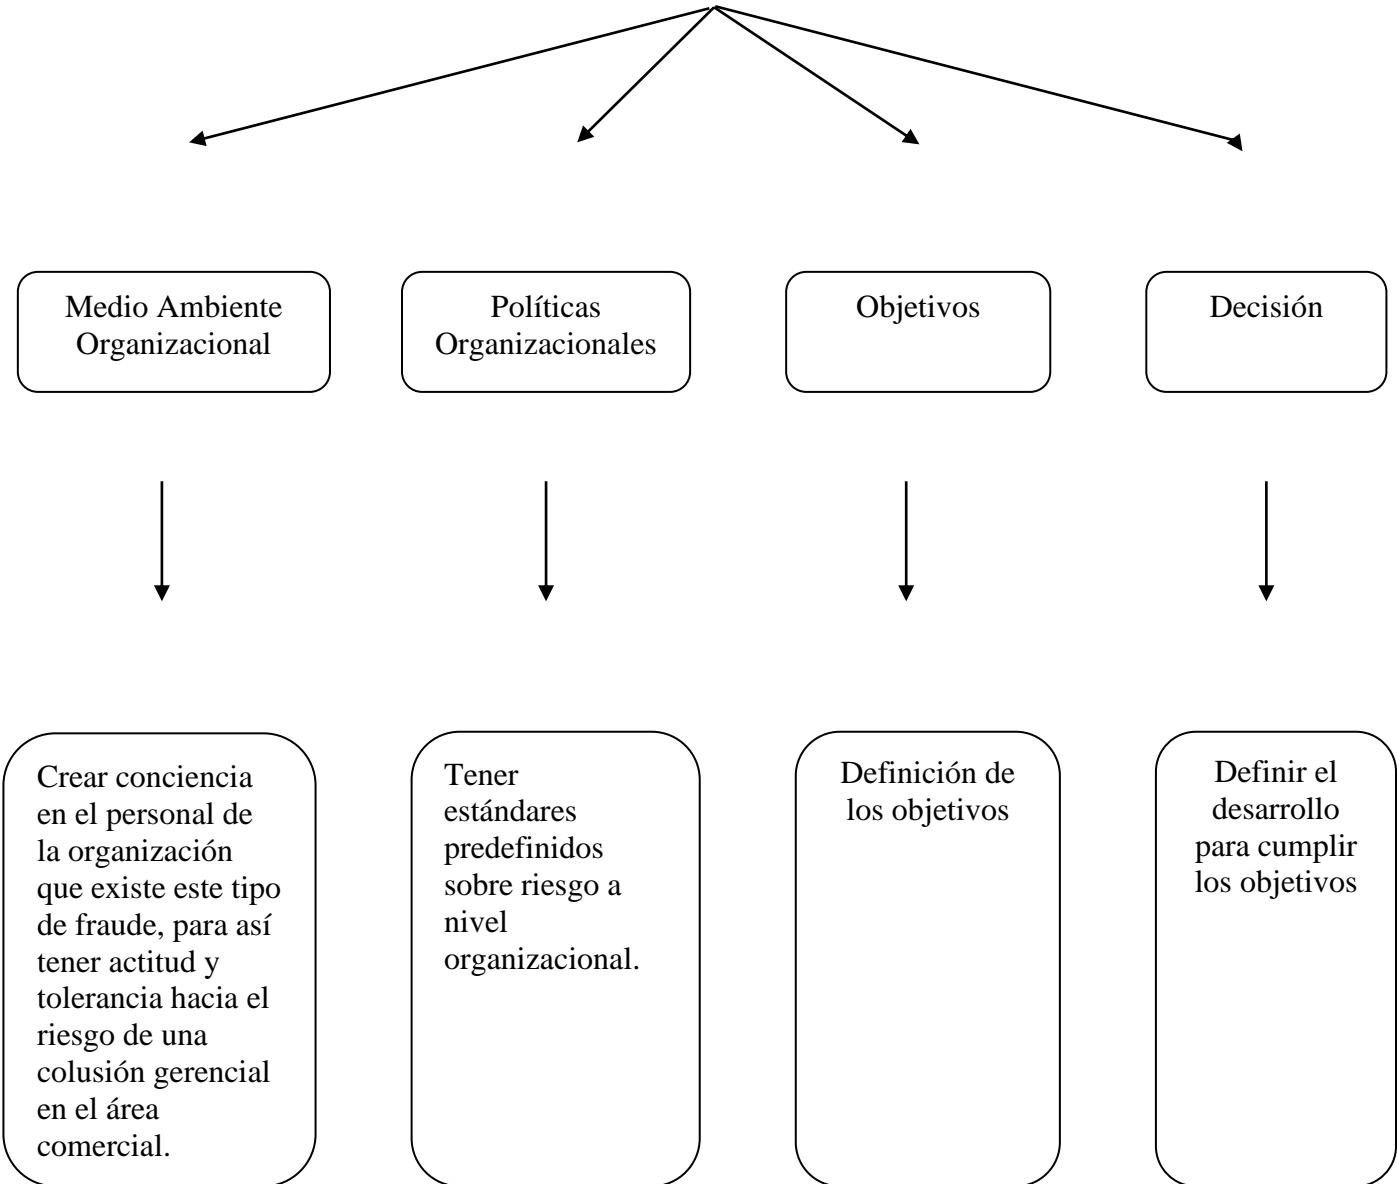 Medio Ambiente
Organizacional
Políticas
Organizacionales
Objetivos
Decisión
Crear conciencia
en el personal de
la organización
que existe este tipo
de fraude, para así
tener actitud y
tolerancia hacia el
riesgo de una
colusión gerencial
en el área
comercial.
Tener
estándares
predefinidos
sobre riesgo a
nivel
organizacional.
Definición de
los objetivos
Definir el
desarrollo
para cumplir
los objetivos